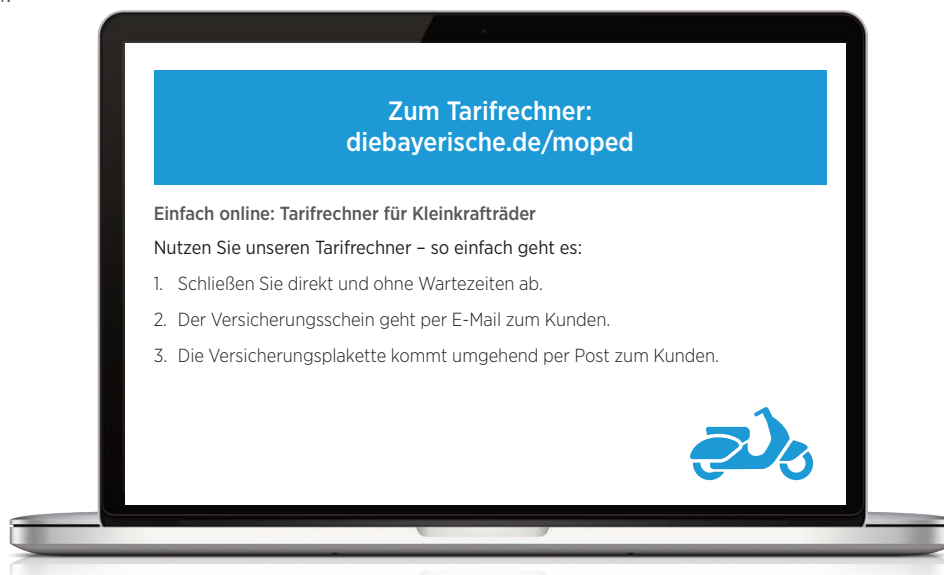 Zum Tarifrechner:
diebayerische.de/moped
Einfach online: Tarifrechner für Kleinkrafträder
Nutzen Sie unseren Tarifrechner – so einfach geht es:
1. Schließen Sie direkt und ohne Wartezeiten ab.
2. Der Versicherungsschein geht per E-Mail zum Kunden.
3. Die Versicherungsplakette kommt umgehend per Post zum Kunden.